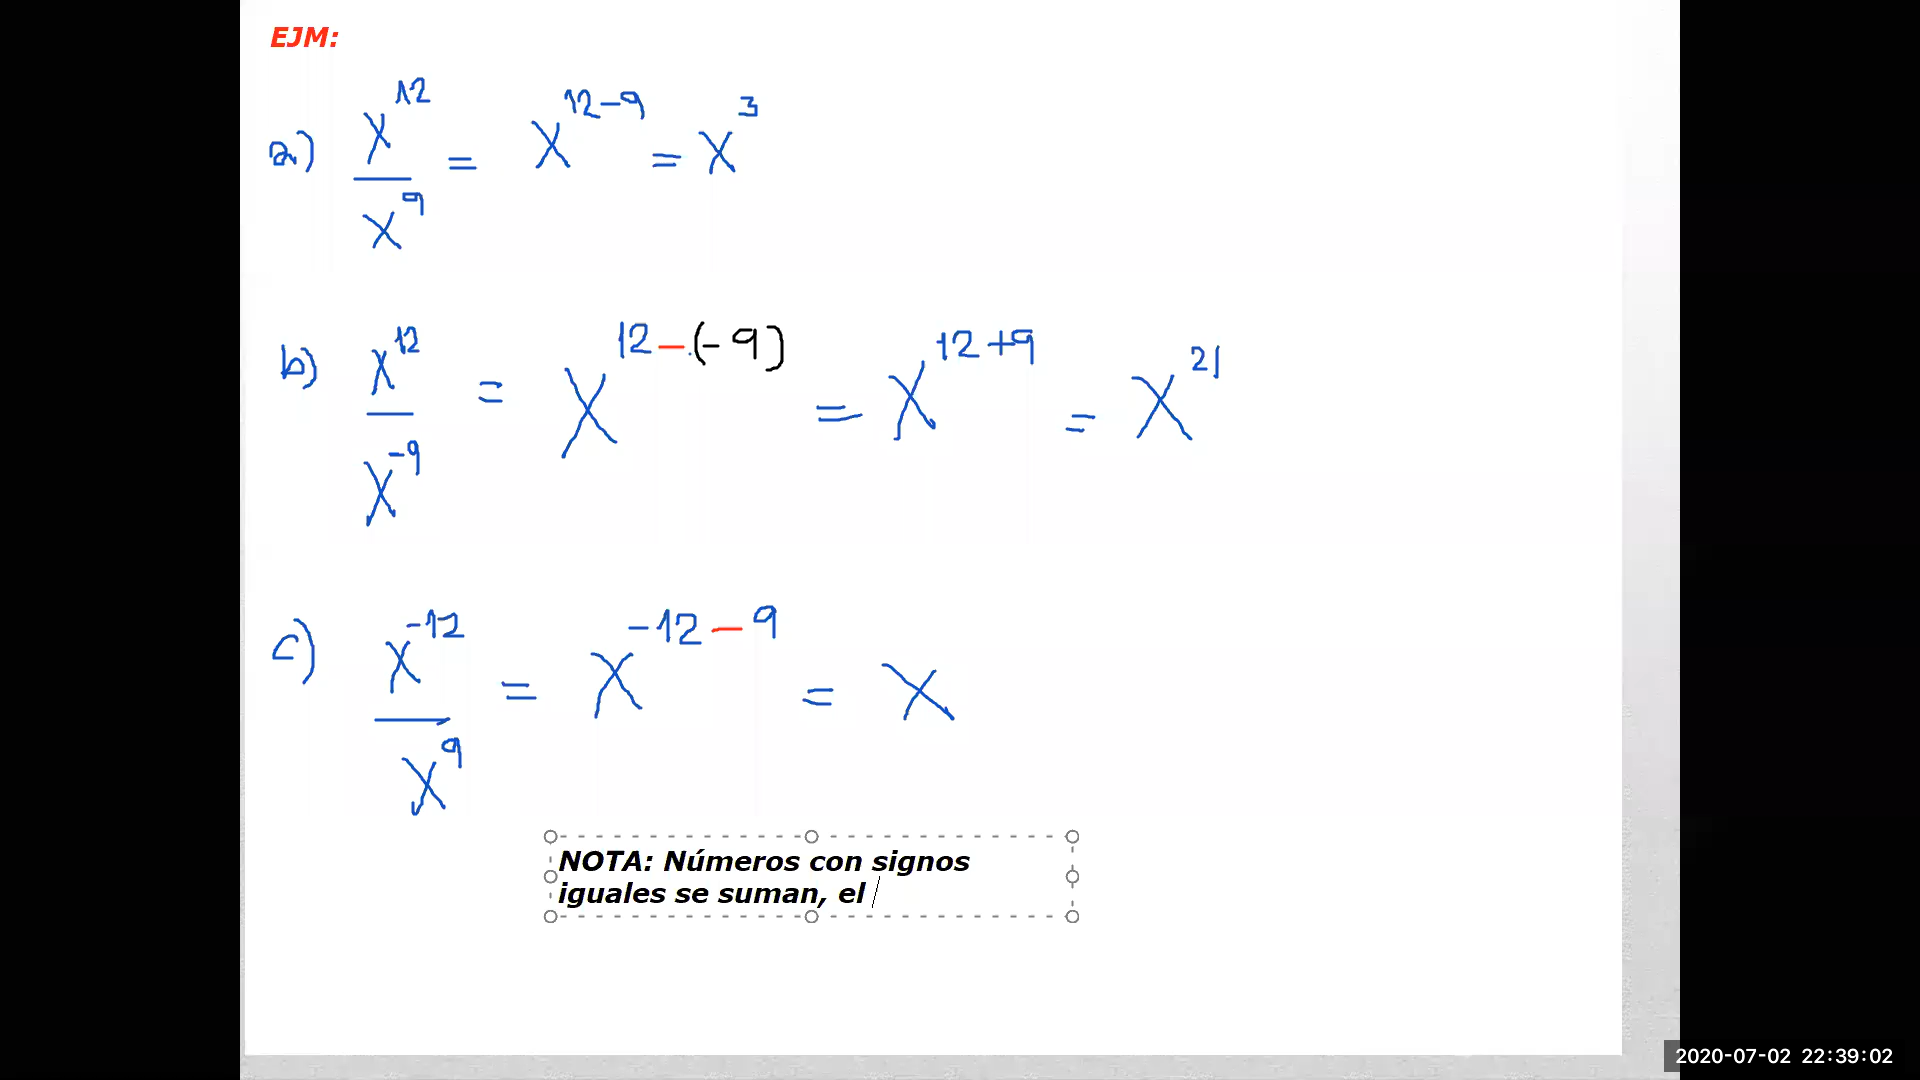 EJM:
a) x^12 / x^9 = x^(12-9) = x^3
b) x^12 / x^-9 = x^(12-(-9)) = x^(12+9) = x^21
c) x^-12 / x^9 = x^(-12-9) = x
NOTA: Números con signos
iguales se suman, el
2020-07-02 22:39:02